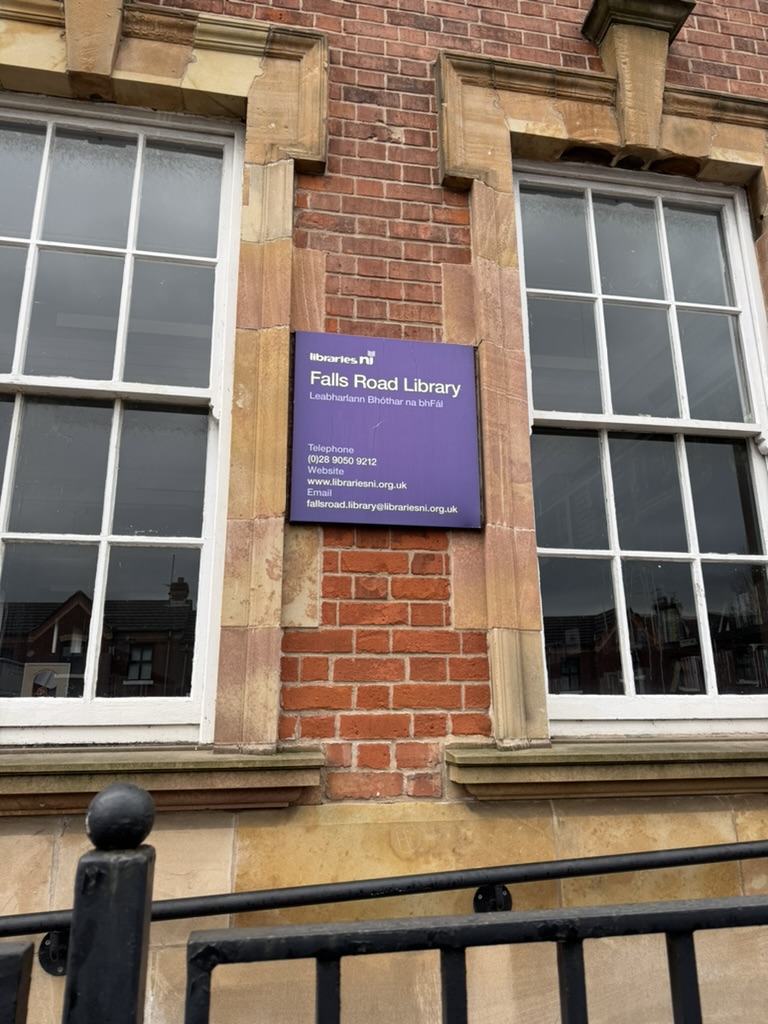 libraries ni
Falls Road Library
Leabharlann Bhóthar na bhFál
Telephone
(0)28 9050 9212
Website
www.librariesni.org.uk
Email
fallsroad.library@librariesni.org.uk